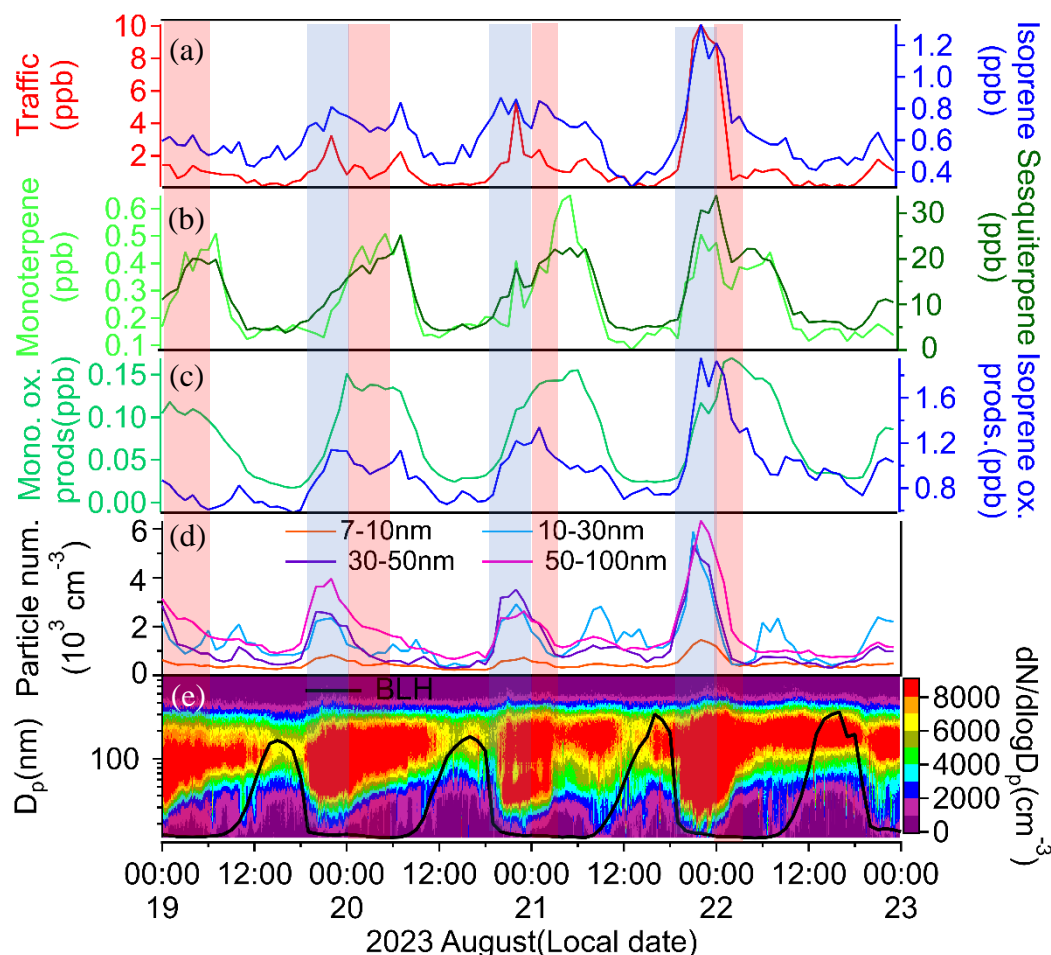 (a)
Traffic
(ppb)
10
8
6
4
2
Isoprene
(ppb)
1.2
1.0
0.8
0.6
0.4
(b)
Monoterpene
(ppb)
0.6
0.5
0.4
0.3
0.2
0.1
Sesquiterpene
(ppb)
30
20
10
0
(c)
Mono. ox.
prods(ppb)
0.15
0.10
0.05
0.00
Isoprene ox.
prods.(ppb)
1.6
1.2
0.8
(d)
7-10nm
10-30nm
30-50nm
50-100nm
Particle num.
(10³ cm⁻³)
6
4
2
0
(e)
BLH
Dp(nm)
100
8000
6000
4000
2000
0
dN/dlogDp(cm⁻³)
00:00 12:00 00:00 12:00 00:00 12:00 00:00 12:00 00:00
19 20 21 22 23
2023 August(Local date)